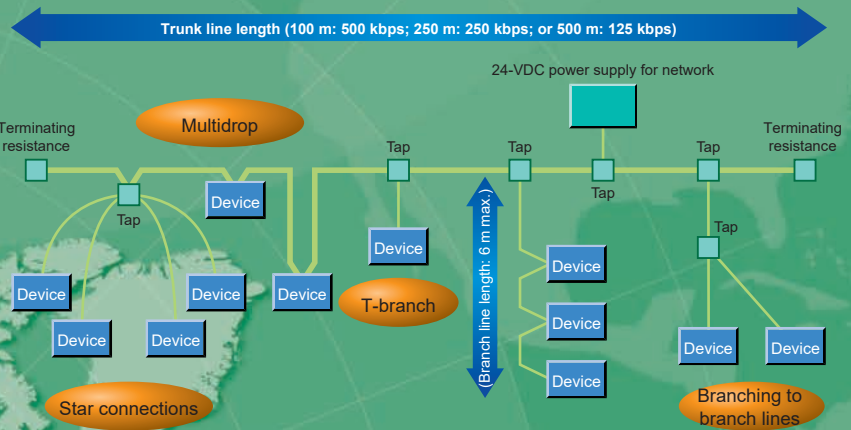 Trunk line length (100 m: 500 kbps; 250 m: 250 kbps; or 500 m: 125 kbps)
24-VDC power supply for network
Multidrop
Terminating
resistance
Tap
Tap
Tap
Terminating
resistance
Tap
Device
Tap
Tap
Device
(Branch line length: 6 m max.)
Device
Device
Device
Device
T-branch
Device
Device
Device
Device
Device
Device
Device
Star connections
Branching to
branch lines